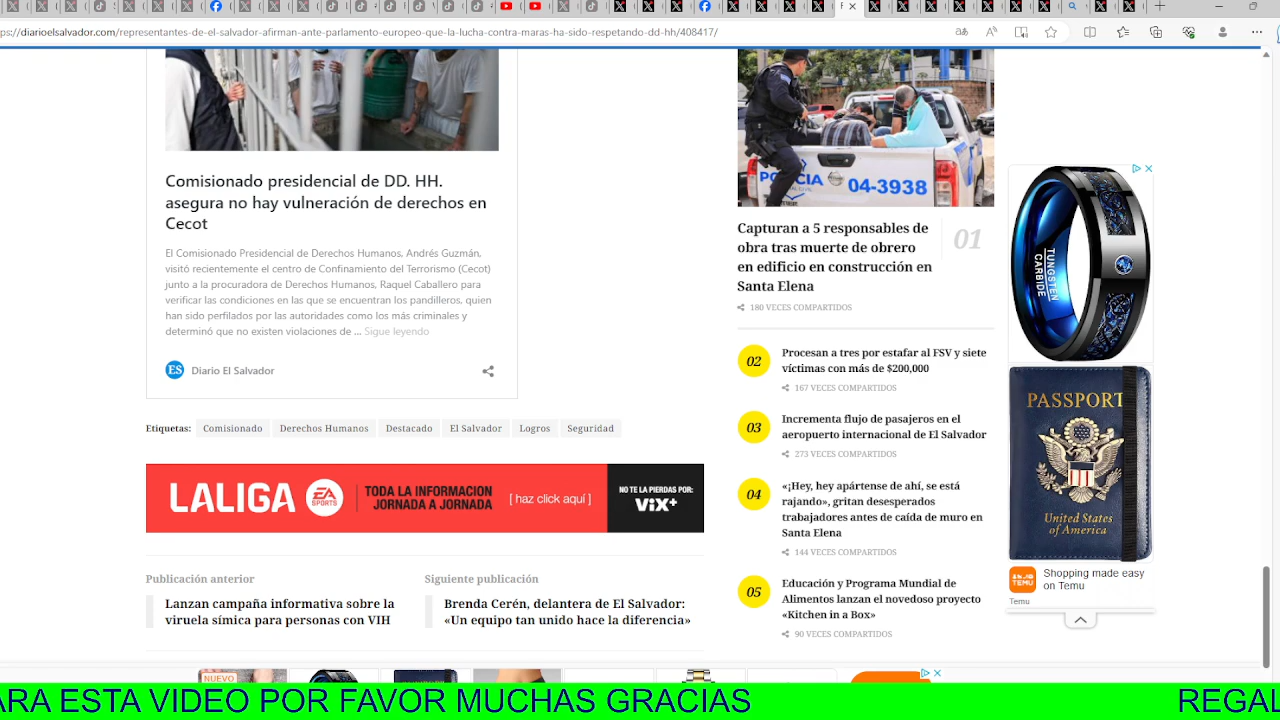 ps://diarioelsalvador.com/representantes-de-el-salvador-afirman-ante-parlamento-europeo-que-la-lucha-contra-maras-ha-sido-respetando-dd-hh/408417/
Comisionado presidencial de DD. HH.
asegura no hay vulneración de derechos en
Cecot
El Comisionado Presidencial de Derechos Humanos, Andrés Guzmán,
visitó recientemente el centro de Confinamiento del Terrorismo (Cecot)
junto a la procuradora de Derechos Humanos, Raquel Caballero para
verificar las condiciones en las que se encuentran los pandilleros. quien
han sido perfilados por las autoridades como los más criminales y
determinó que no existen violaciones de ... Sigue leyendo
ES Diario El Salvador
Etiquetas: Comisionado Derechos Humanos Destacado El Salvador Logros Seguridad
LALIGA EA SPORTS TODA LA INFORMACION
JORNADA A JORNADA [ haz click aquí ] NO TE LA PIERDAS POR:
ViX+
Publicación anterior
Lanzan campaña informativa sobre la
viruela símica para personas con VIH
Siguiente publicación
Brenda Cerén, delantera de El Salvador:
«Un equipo tan unido hace la diferencia»
POLICIA 04-3938
Capturan a 5 responsables de
obra tras muerte de obrero
en edificio en construcción en
Santa Elena
01
180 VECES COMPARTIDOS
02 Procesan a tres por estafar al FSV y siete
víctimas con más de $200,000
167 VECES COMPARTIDOS
03 Incrementa flujo de pasajeros en el
aeropuerto internacional de El Salvador
273 VECES COMPARTIDOS
04 «¡Hey, hey apártense de ahí, se está
rajando», gritan desesperados
trabajadores antes de caída de muro en
Santa Elena
144 VECES COMPARTIDOS
05 Educación y Programa Mundial de
Alimentos lanzan el novedoso proyecto
«Kitchen in a Box»
90 VECES COMPARTIDOS
TUNGSTEN
CARBIDE
PASSPORT
United States
of America
TEMU
Shopping made easy
on Temu
Temu
NUEVO
ARA ESTA VIDEO POR FAVOR MUCHAS GRACIAS REGAL